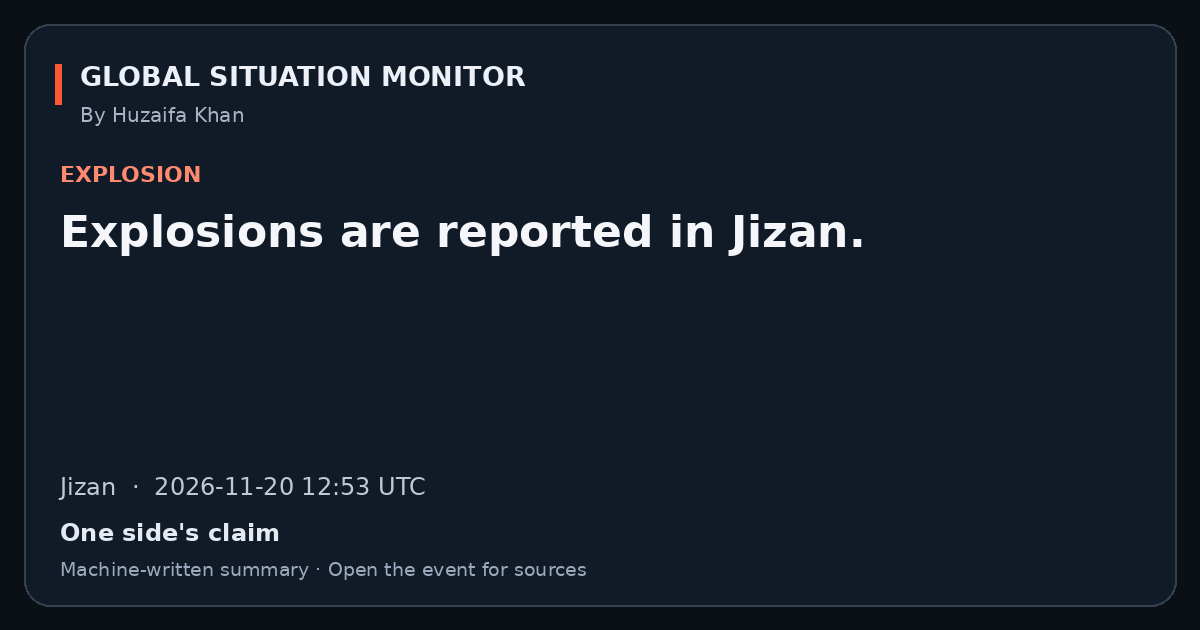 GLOBAL SITUATION MONITOR
By Huzaifa Khan
EXPLOSION
Explosions are reported in Jizan.
Jizan · 2026-11-20 12:53 UTC
One side's claim
Machine-written summary · Open the event for sources